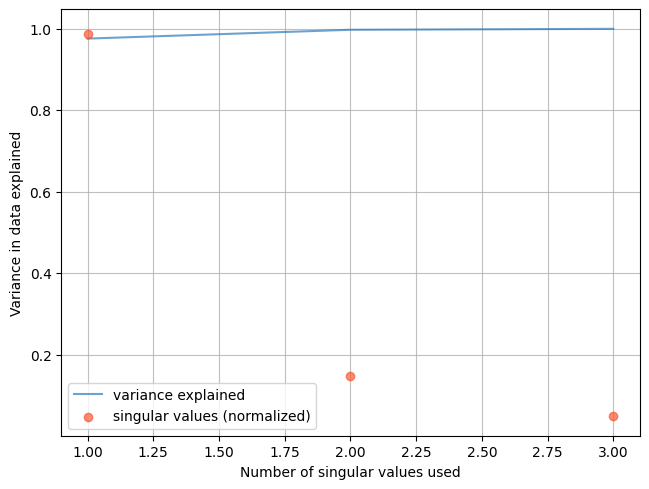 1.0
0.8
0.6
0.4
0.2
Variance in data explained
variance explained
singular values (normalized)
1.00 1.25 1.50 1.75 2.00 2.25 2.50 2.75 3.00
Number of singular values used